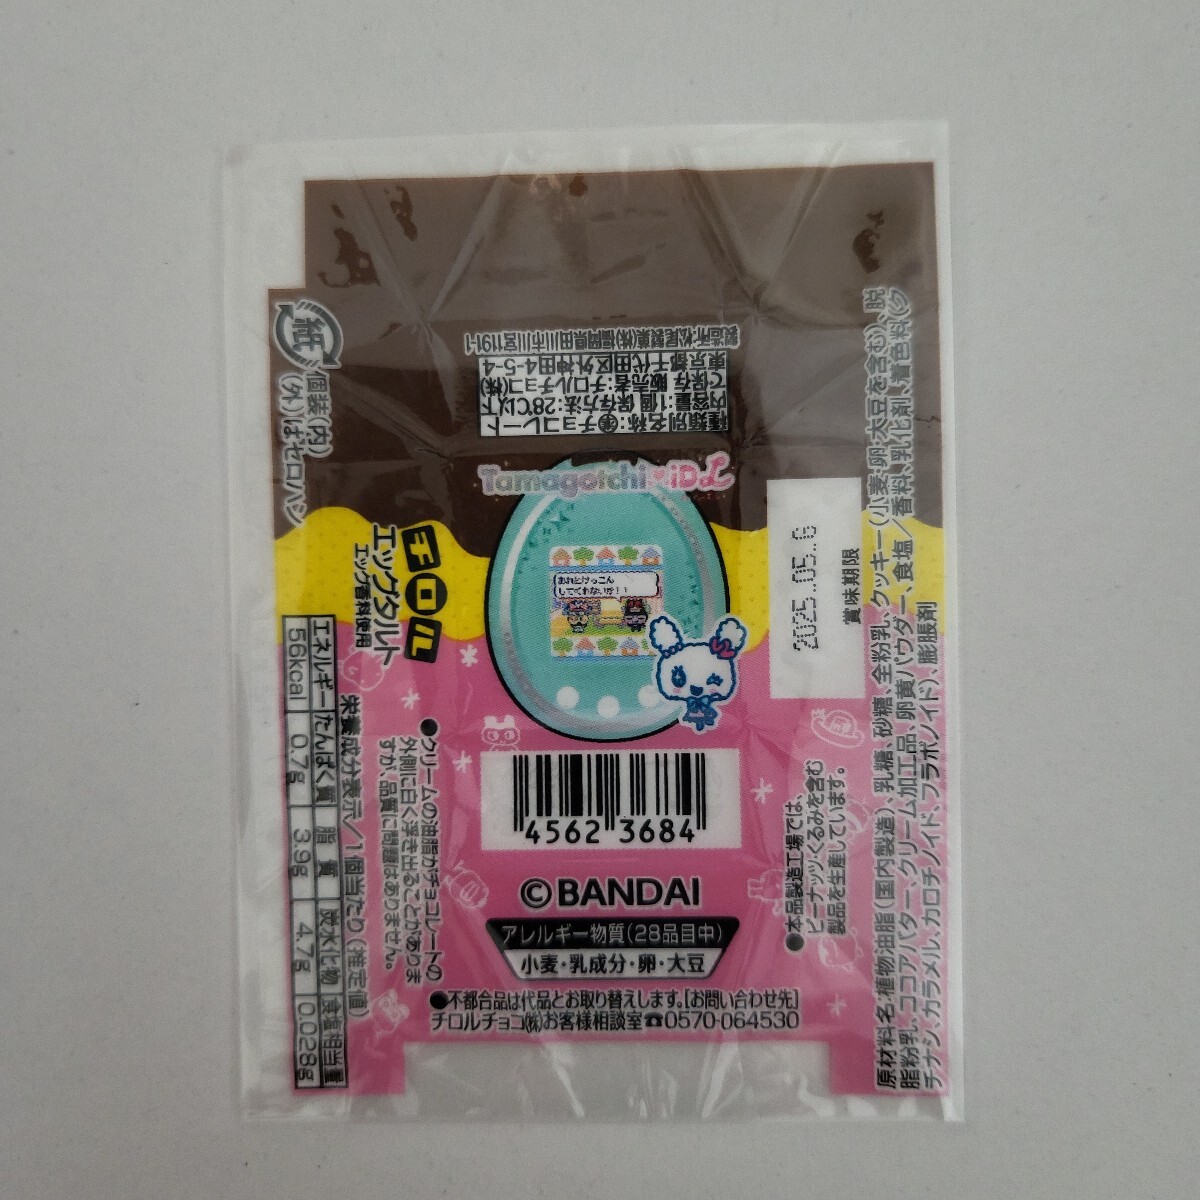 種類別名称:㊤チョコレート
内容量:1個 保存方法:28℃以下
で保存 販売者:チロルチョコ(株)
東京都千代田区外神田4-5-4
製造所:松尾製菓(株)福岡県田川市川宮1191-1
紙
個装(内)
(外)はセロハン
Tamagotchi iD L
おれとけっこん
してくれないか!!
チロル
エッグタルト
エッグ香料使用
2025.05.
賞味期限
栄養成分表示/1個当たり(推定値)
エネルギー たんぱく質 脂質 炭水化物 食塩相当量
56kcal 0.7g 3.9g 4.7g 0.028g
●クリームの油脂がチョコレートの
外側に白く浮き出ることがありま
すが、品質に問題はありません。
4562 3684
©BANDAI
アレルギー物質(28品目中)
小麦・乳成分・卵・大豆
●不都合品は代品とお取り替えします。[お問い合わせ先]
チロルチョコ㈱お客様相談室☎0570-064530
●本品製造工場では、
ピーナッツ・くるみを含む
製品を生産しています。
原材料名:植物油脂(国内製造)、乳糖、砂糖、全粉乳、クッキー(小麦・卵・大豆を含む)、脱
脂粉乳、ココアバター、クリーム加工品、卵黄パウダー、食塩/香料、乳化剤、着色料(ク
チナシ、カラメル、カロチノイド、フラボノイド)、膨脹剤